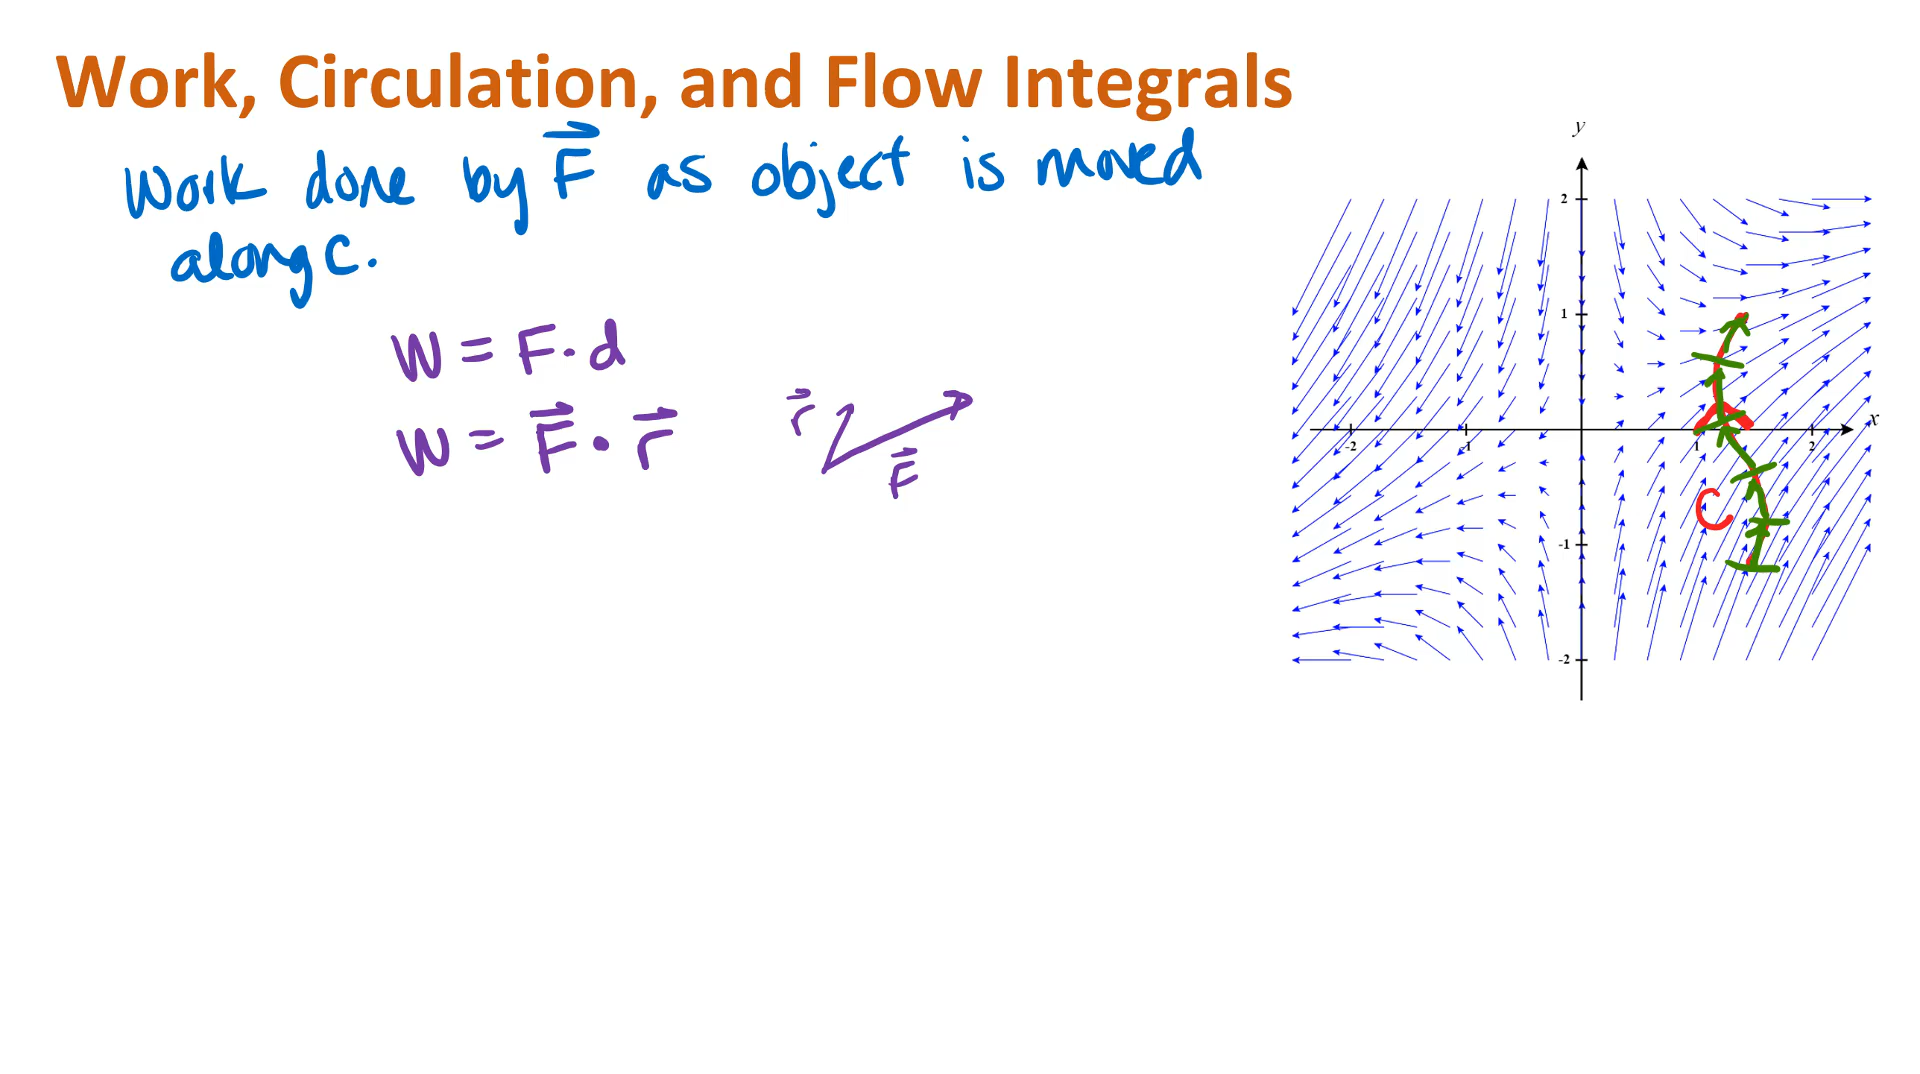 Work, Circulation, and Flow Integrals
Work done by F⃗ as object is moved
along C.
W = F · d
W = F⃗ · r⃗
r⃗
F⃗
y
2
1
x
-2
-1
1
2
C
-1
-2